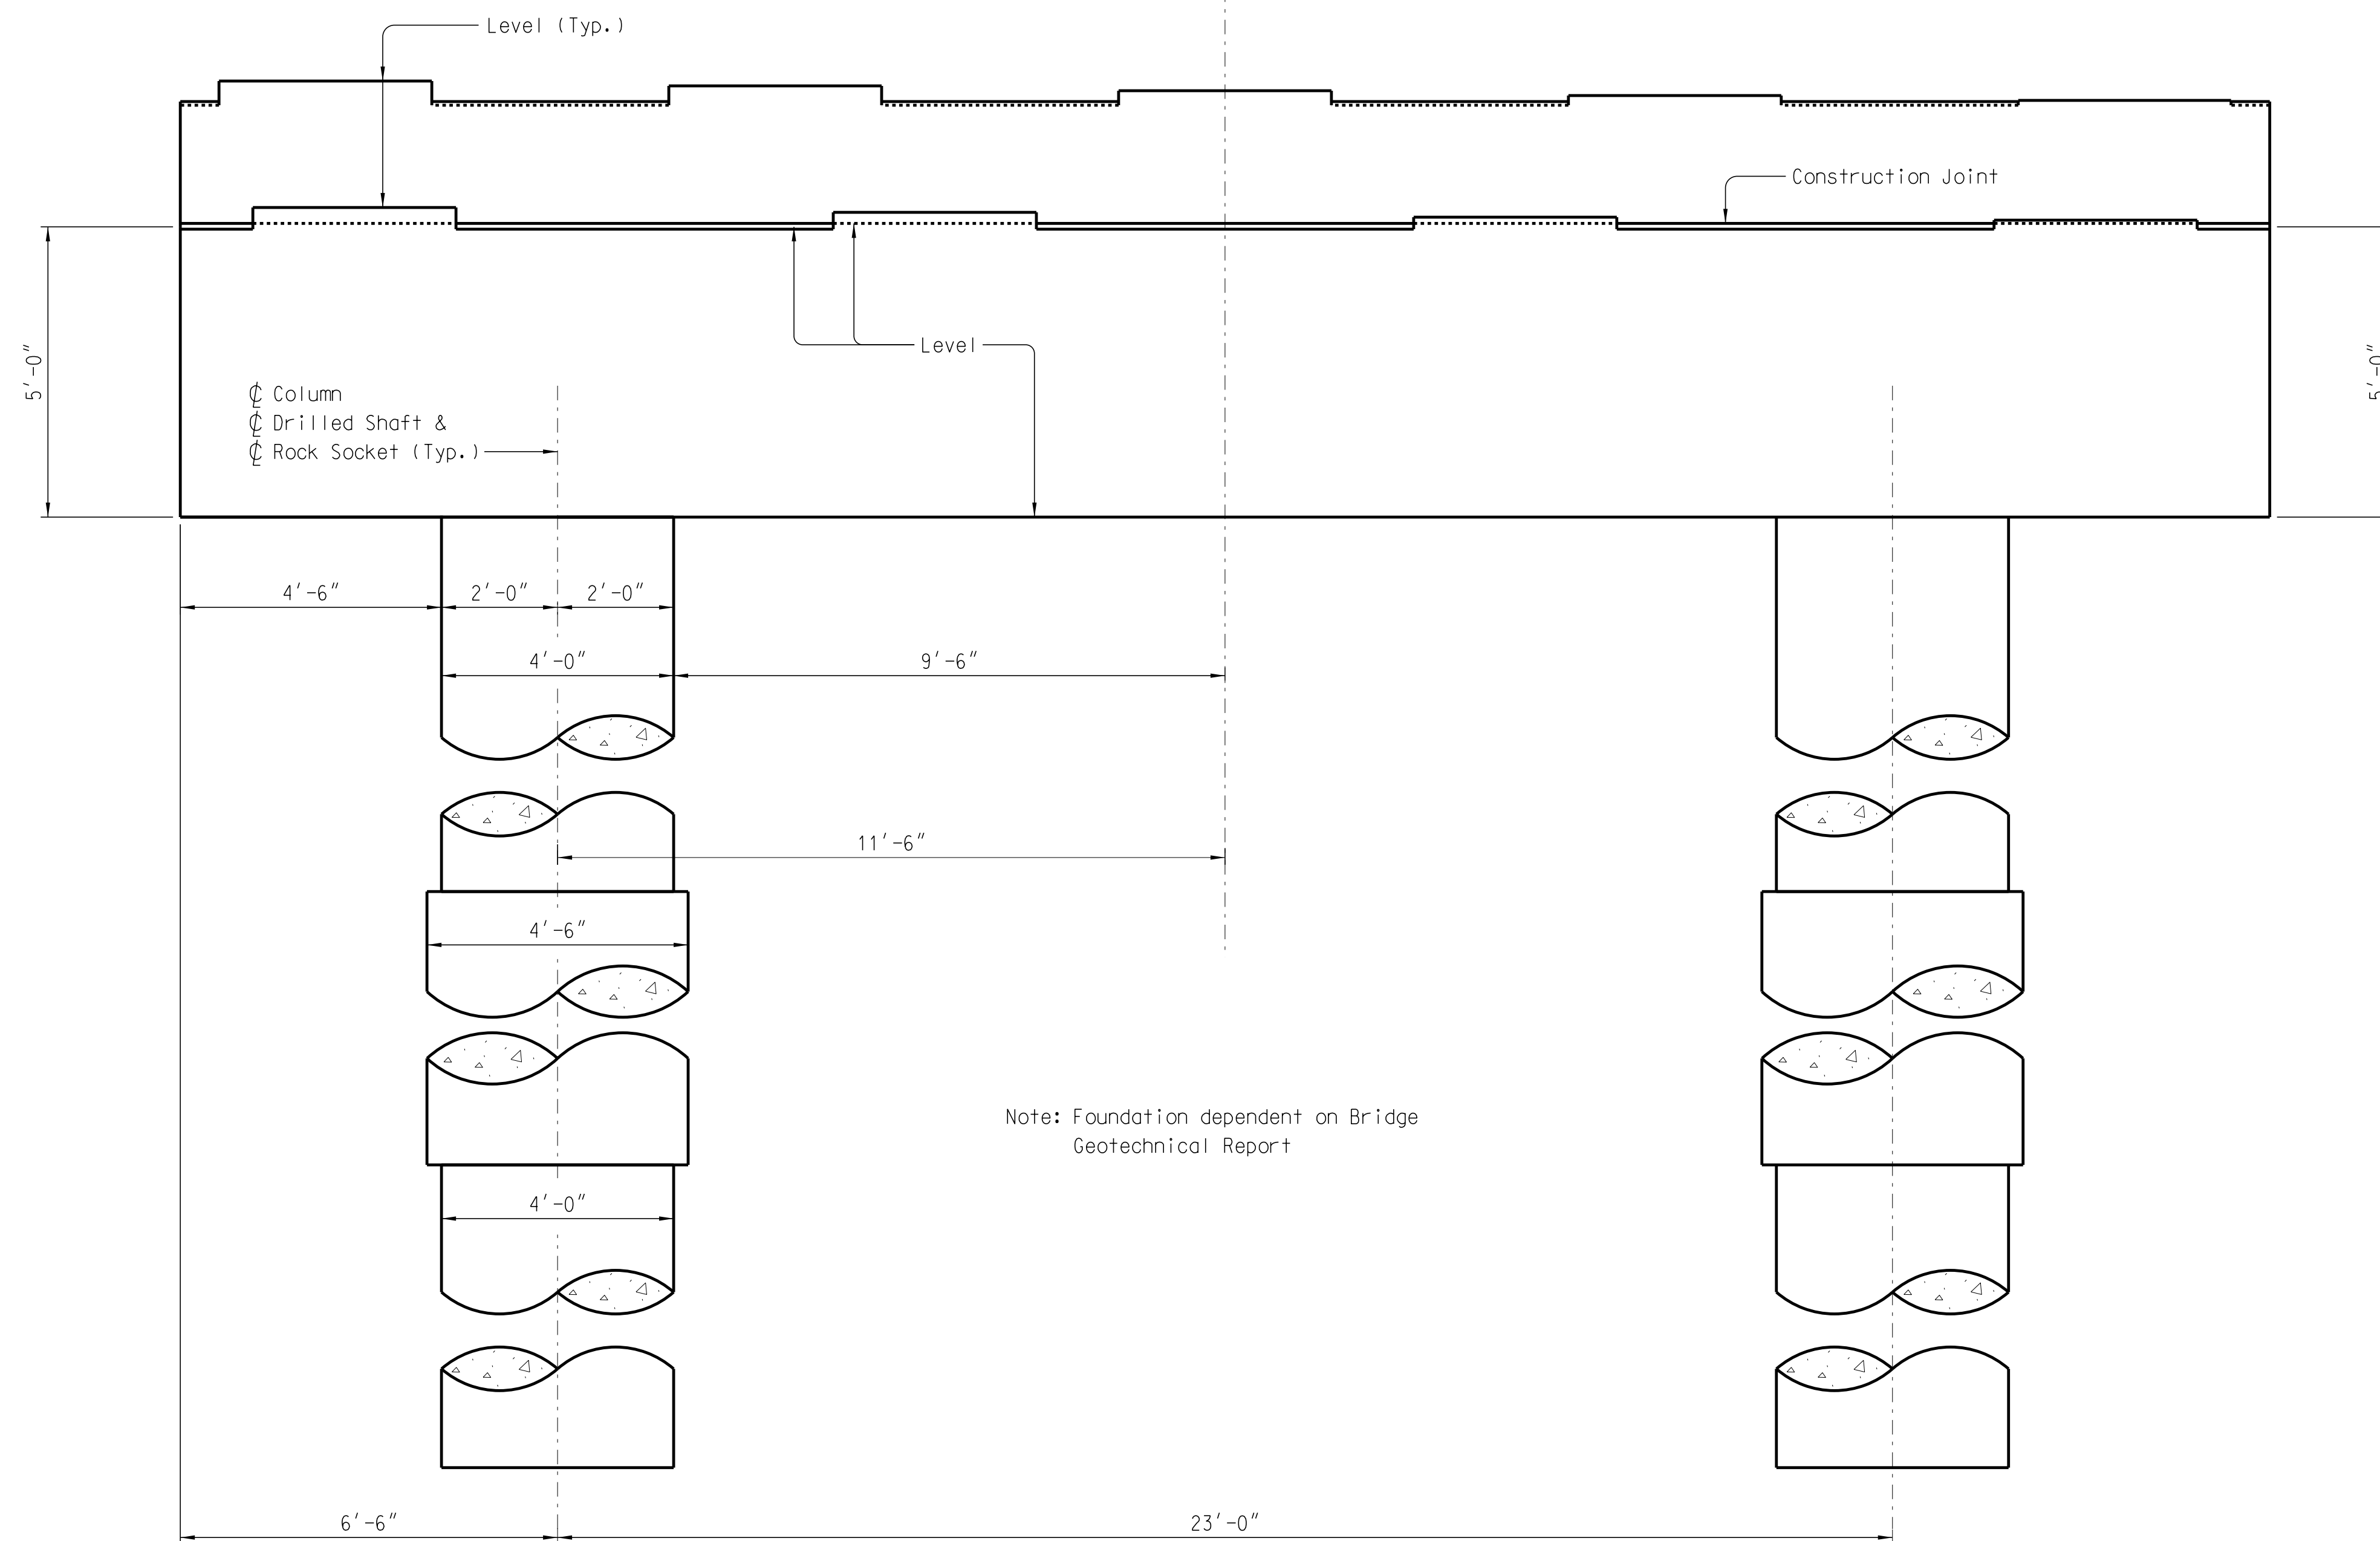 Level (Typ.)
Construction Joint
5'-0"
Level
5'-0"
℄ Column
℄ Drilled Shaft &
℄ Rock Socket (Typ.)
4'-6"
2'-0"
2'-0"
4'-0"
9'-6"
11'-6"
4'-6"
Note: Foundation dependent on Bridge
Geotechnical Report
4'-0"
6'-6"
23'-0"